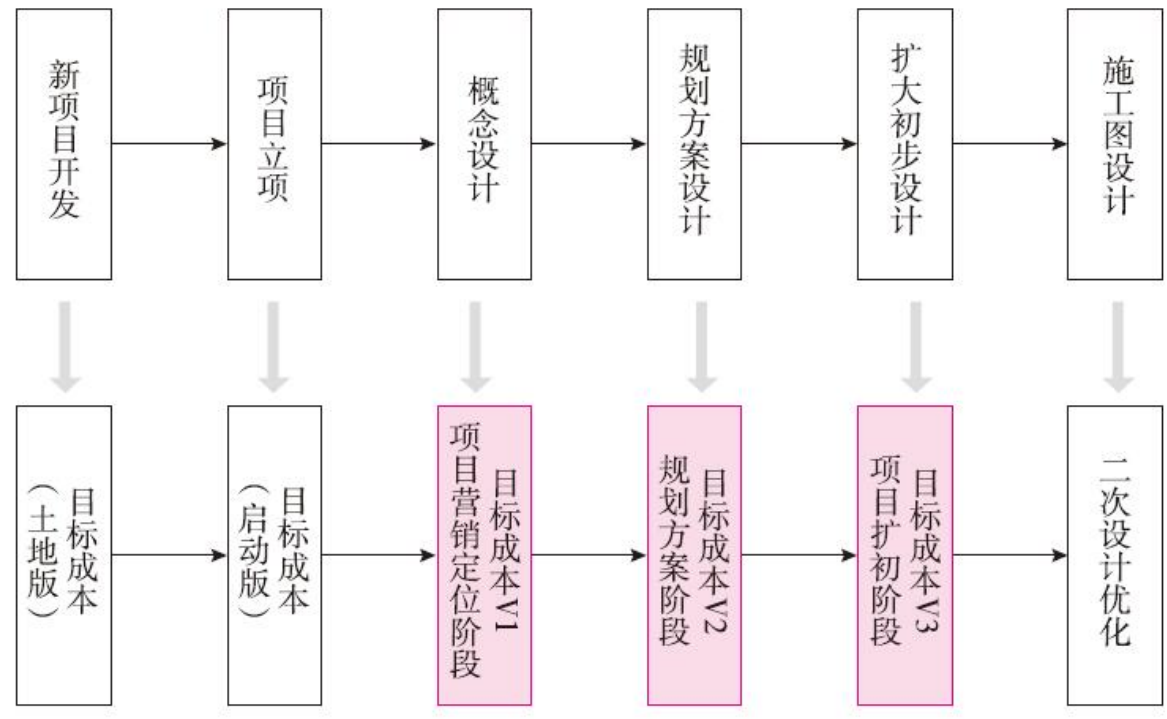 新项目开发
项目立项
概念设计
规划方案设计
扩大初步设计
施工图设计
目标成本
（土地版）
目标成本
（启动版）
目标成本V1
项目营销定位阶段
目标成本V2
规划方案阶段
目标成本V3
项目扩初阶段
二次设计优化